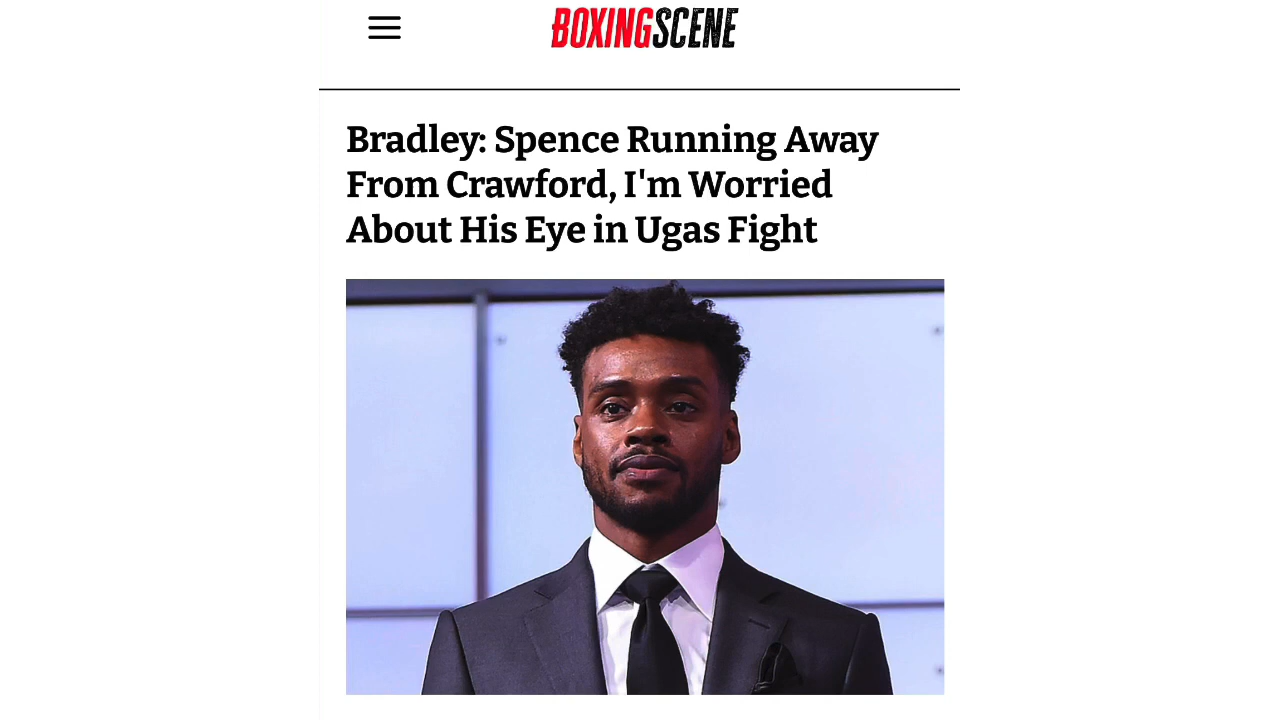 BOXINGSCENE
Bradley: Spence Running Away
From Crawford, I'm Worried
About His Eye in Ugas Fight